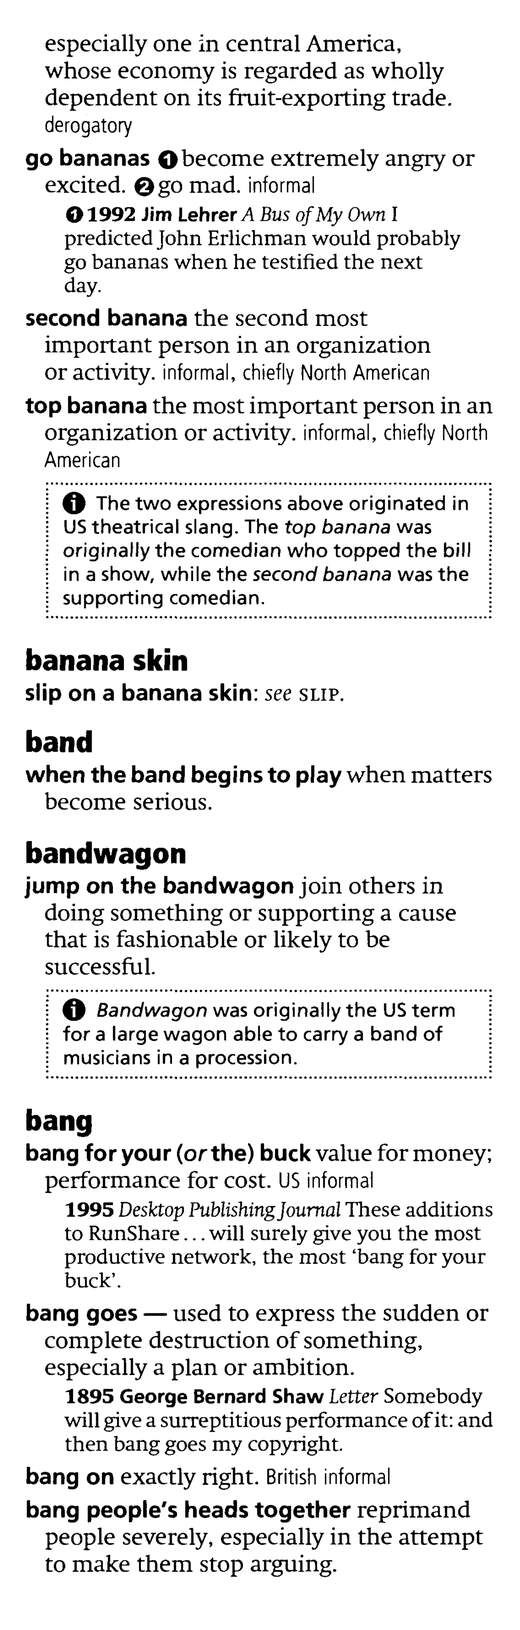 especially one in central America,
whose economy is regarded as wholly
dependent on its fruit-exporting trade.
derogatory
go bananas ❶ become extremely angry or
excited. ❷ go mad. informal
❶ 1992 Jim Lehrer A Bus of My Own I
predicted John Erlichman would probably
go bananas when he testified the next
day.
second banana the second most
important person in an organization
or activity. informal, chiefly North American
top banana the most important person in an
organization or activity. informal, chiefly North
American
ℹ The two expressions above originated in
US theatrical slang. The top banana was
originally the comedian who topped the bill
in a show, while the second banana was the
supporting comedian.
banana skin
slip on a banana skin: see SLIP.
band
when the band begins to play when matters
become serious.
bandwagon
jump on the bandwagon join others in
doing something or supporting a cause
that is fashionable or likely to be
successful.
ℹ Bandwagon was originally the US term
for a large wagon able to carry a band of
musicians in a procession.
bang
bang for your (or the) buck value for money;
performance for cost. US informal
1995 Desktop Publishing Journal These additions
to RunShare...will surely give you the most
productive network, the most ‘bang for your
buck’.
bang goes — used to express the sudden or
complete destruction of something,
especially a plan or ambition.
1895 George Bernard Shaw Letter Somebody
will give a surreptitious performance of it: and
then bang goes my copyright.
bang on exactly right. British informal
bang people's heads together reprimand
people severely, especially in the attempt
to make them stop arguing.